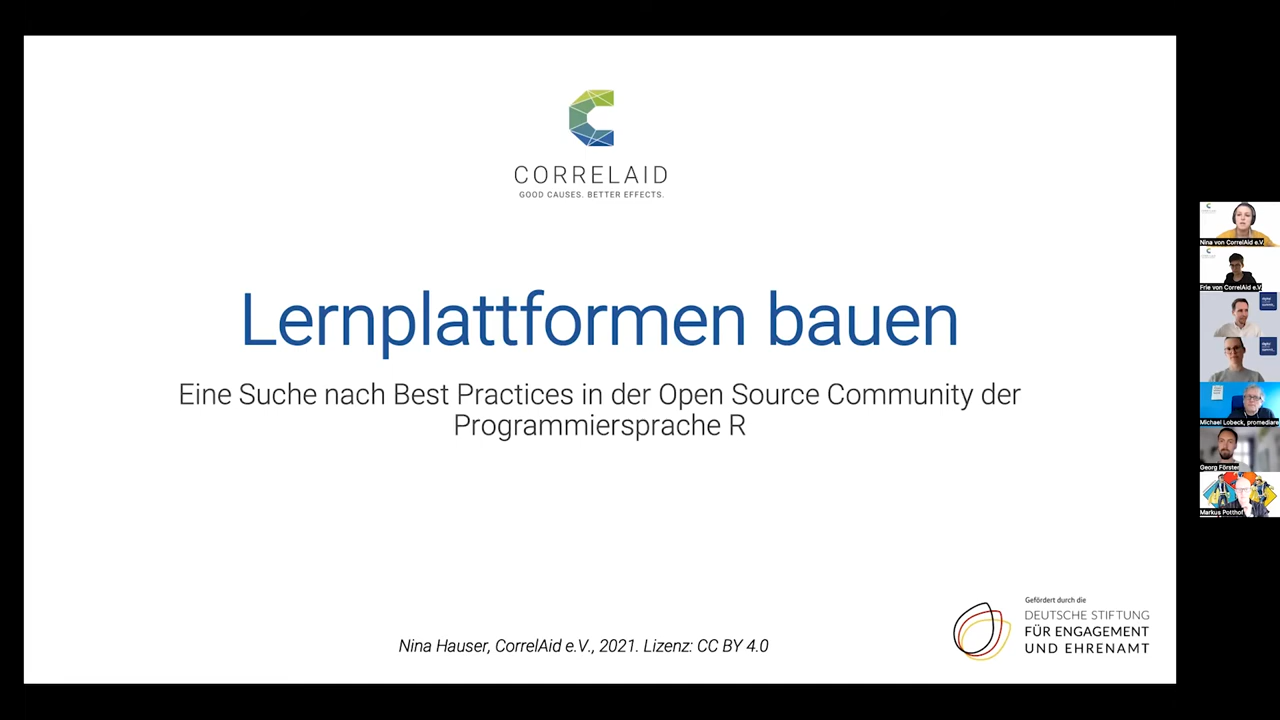 CORRELAID
GOOD CAUSES. BETTER EFFECTS.
Lernplattformen bauen
Eine Suche nach Best Practices in der Open Source Community der
Programmiersprache R
Nina Hauser, CorrelAid e.V., 2021. Lizenz: CC BY 4.0
Gefördert durch die
DEUTSCHE STIFTUNG
FÜR ENGAGEMENT
UND EHRENAMT
Nina von CorrelAid e.V.
Frie von CorrelAid e.V.
Michael Lobeck, promediare
Georg Förster
Markus Potthof